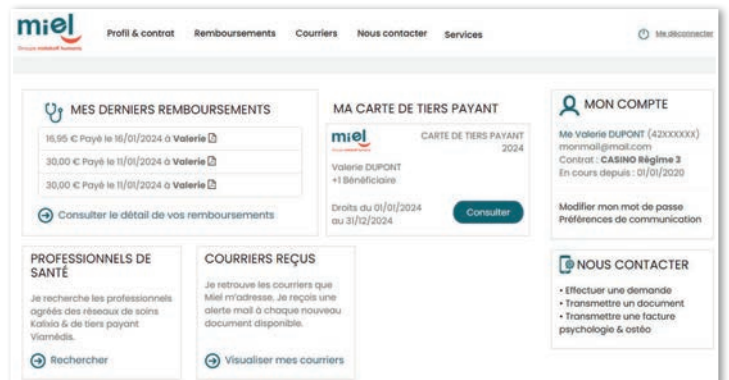 miel
Groupe malakoff humanis
Profil & contrat
Remboursements
Courriers
Nous contacter
Services
Me déconnecter
MES DERNIERS REMBOURSEMENTS
16,95 € Payé le 16/01/2024 à Valerie
30,00 € Payé le 11/01/2024 à Valerie
30,00 € Payé le 11/01/2024 à Valerie
Consulter le détail de vos remboursements
MA CARTE DE TIERS PAYANT
miel
CARTE DE TIERS PAYANT
2024
Valerie DUPONT
+1 Bénéficiaire
Droits du 01/01/2024
au 31/12/2024
Consulter
MON COMPTE
Me Valerie DUPONT (42XXXXXX)
monmail@mail.com
Contrat : CASINO Régime 3
En cours depuis : 01/01/2020
Modifier mon mot de passe
Préférences de communication
PROFESSIONNELS DE
SANTÉ
Je recherche les professionnels
agréés des réseaux de soins
Kalixia & de tiers payant
Viamédis.
Rechercher
COURRIERS REÇUS
Je retrouve les courriers que
Miel m'adresse, Je reçois une
alerte mail à chaque nouveau
document disponible.
Visualiser mes courriers
NOUS CONTACTER
• Effectuer une demande
• Transmettre un document
• Transmettre une facture
psychologie & ostéo